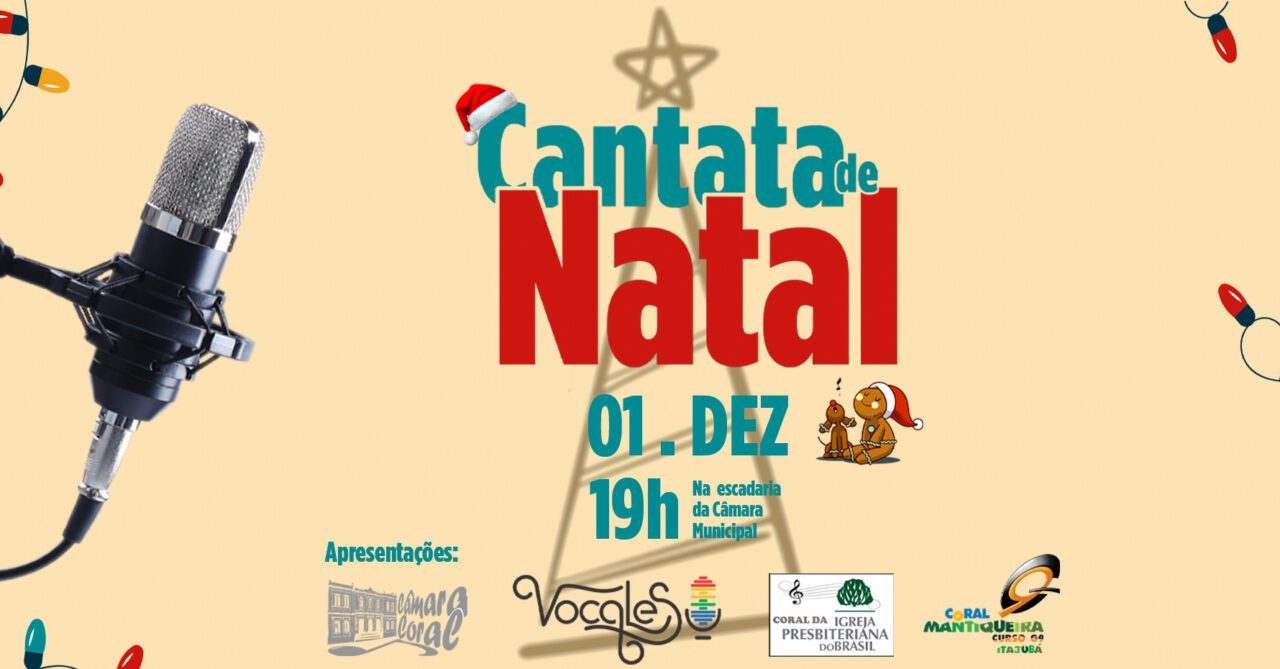 Cantata de
Natal
01 . DEZ
19h
Na escadaria
da Câmara
Municipal
Apresentações:
câmara
coral
Vocales
CORAL DA IGREJA
PRESBITERIANA
DO BRASIL
CORAL
MANTIQUEIRA
CURSO G9
ITAJUBÁ